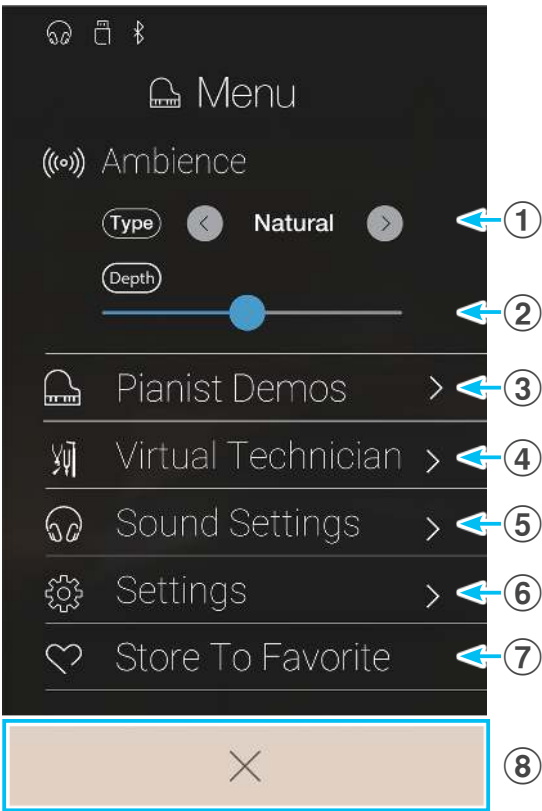 Menu
Ambience
Type Natural ①
Depth
②
Pianist Demos ③
Virtual Technician ④
Sound Settings ⑤
Settings ⑥
Store To Favorite ⑦
⑧